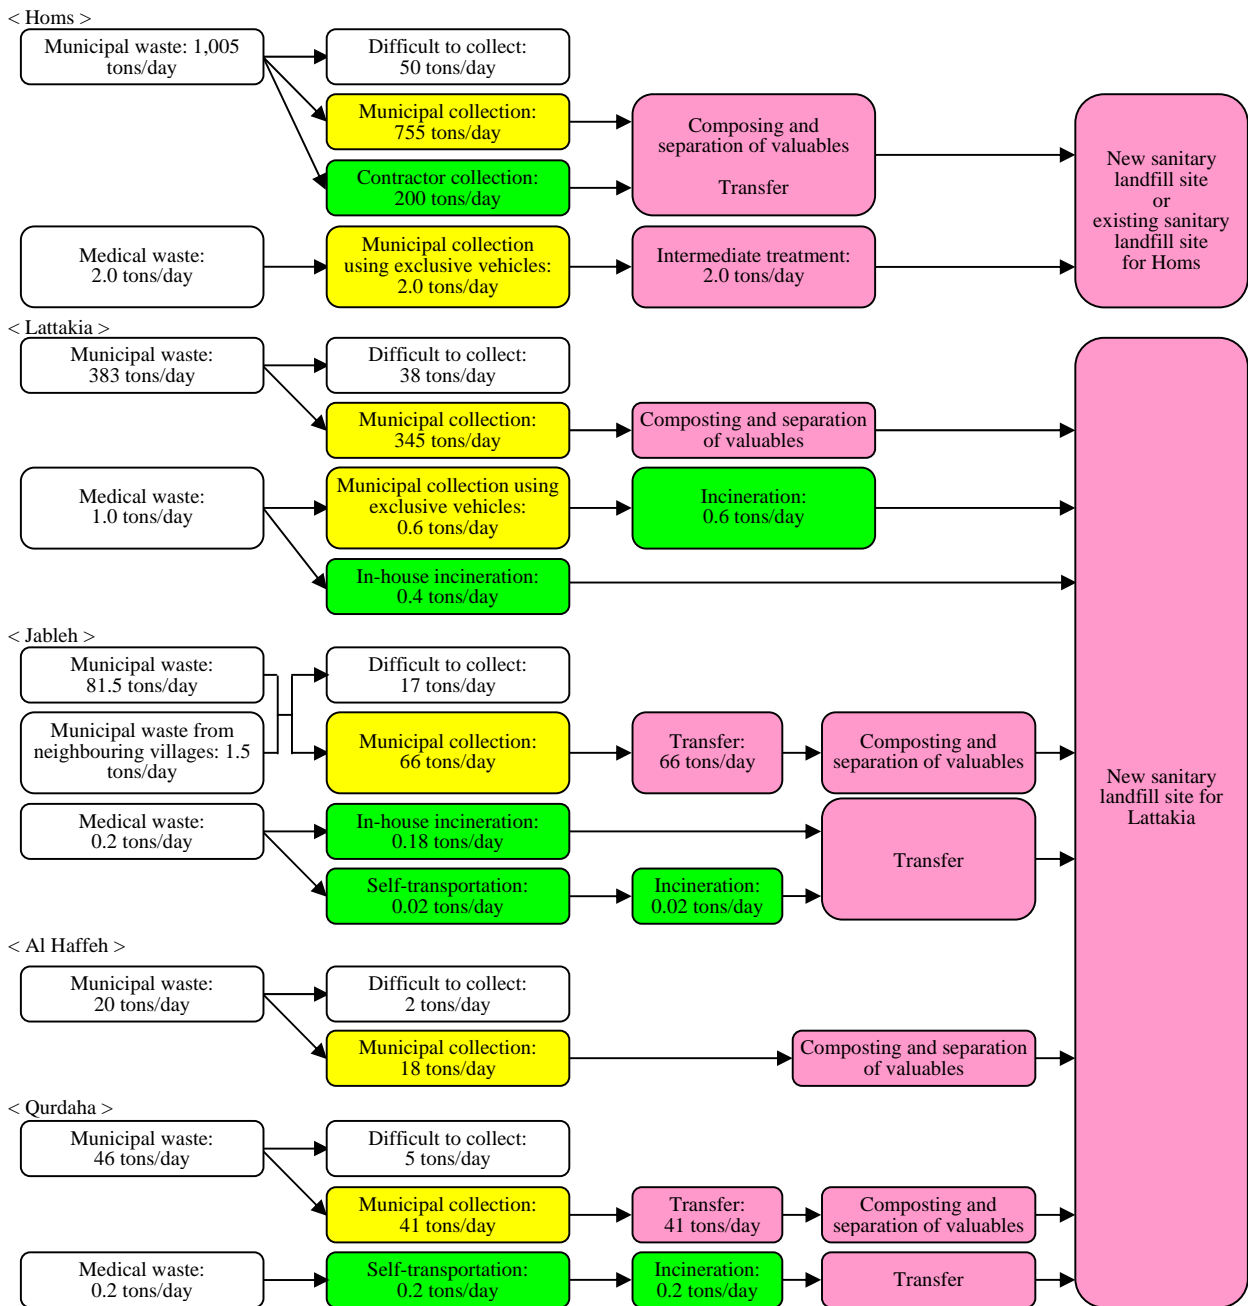 < Homs >
Municipal waste: 1,005
tons/day
Difficult to collect:
50 tons/day
Municipal collection:
755 tons/day
Contractor collection:
200 tons/day
Composing and
separation of valuables
Transfer
New sanitary
landfill site
or
existing sanitary
landfill site
for Homs
Medical waste:
2.0 tons/day
Municipal collection
using exclusive vehicles:
2.0 tons/day
Intermediate treatment:
2.0 tons/day
< Lattakia >
Municipal waste:
383 tons/day
Difficult to collect:
38 tons/day
Municipal collection:
345 tons/day
Composting and separation
of valuables
Medical waste:
1.0 tons/day
Municipal collection using
exclusive vehicles:
0.6 tons/day
Incineration:
0.6 tons/day
In-house incineration:
0.4 tons/day
< Jableh >
Municipal waste:
81.5 tons/day
Municipal waste from
neighbouring villages: 1.5
tons/day
Difficult to collect:
17 tons/day
Municipal collection:
66 tons/day
Transfer:
66 tons/day
Composting and
separation of valuables
Medical waste:
0.2 tons/day
In-house incineration:
0.18 tons/day
Self-transportation:
0.02 tons/day
Incineration:
0.02 tons/day
Transfer
New sanitary
landfill site for
Lattakia
< Al Haffeh >
Municipal waste:
20 tons/day
Difficult to collect:
2 tons/day
Municipal collection:
18 tons/day
Composting and separation
of valuables
< Qurdaha >
Municipal waste:
46 tons/day
Difficult to collect:
5 tons/day
Municipal collection:
41 tons/day
Transfer:
41 tons/day
Composting and
separation of valuables
Medical waste:
0.2 tons/day
Self-transportation:
0.2 tons/day
Incineration:
0.2 tons/day
Transfer